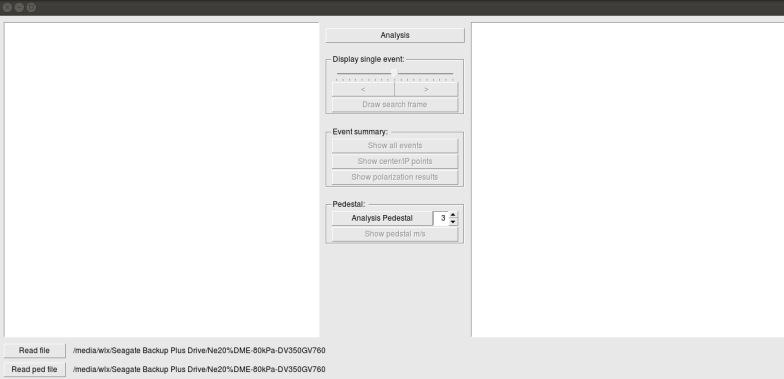 Analysis
Display single event:
< >
Draw search frame
Event summary:
Show all events
Show center/IP points
Show polarization results
Pedestal:
Analysis Pedestal 3
Show pedstal m/s
Read file /media/wlx/Seagate Backup Plus Drive/Ne20%DME-80kPa-DV350GV760
Read ped file /media/wlx/Seagate Backup Plus Drive/Ne20%DME-80kPa-DV350GV760